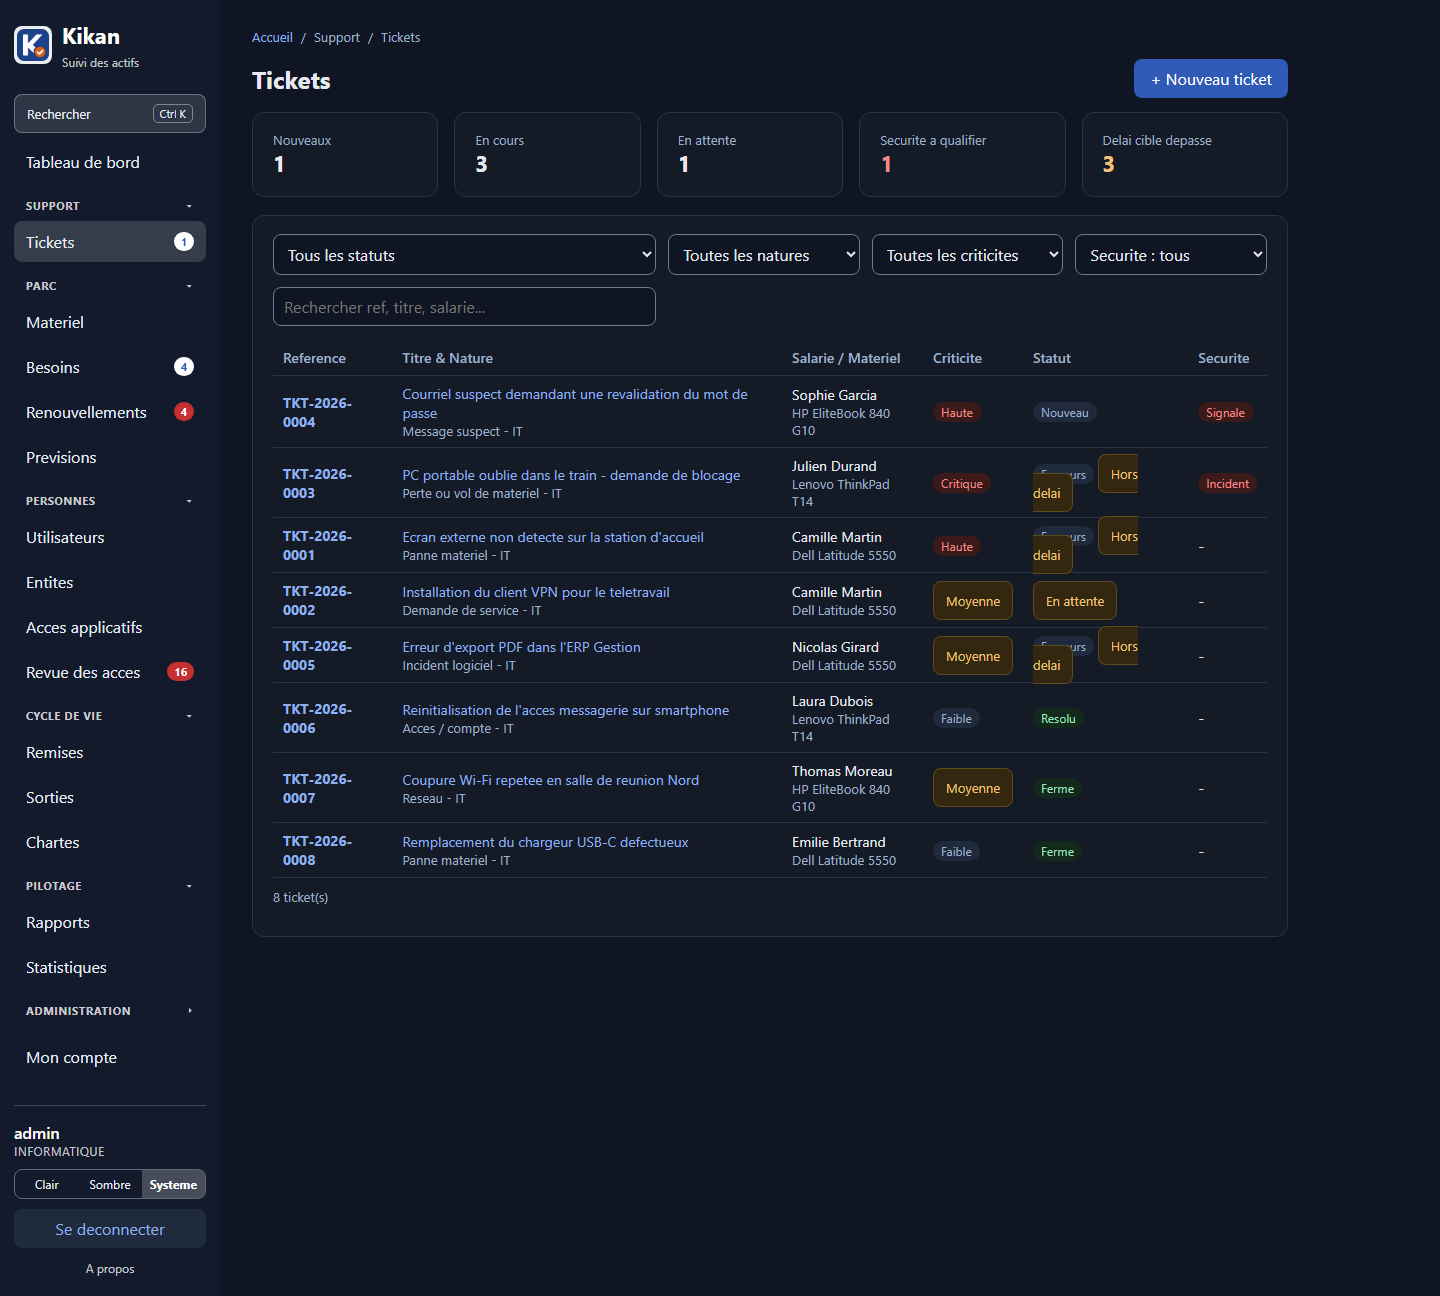 Kikan
Suivi des actifs
Rechercher Ctrl K
Tableau de bord
SUPPORT
Tickets 1
PARC
Materiel
Besoins 4
Renouvellements 4
Previsions
PERSONNES
Utilisateurs
Entites
Acces applicatifs
Revue des acces 16
CYCLE DE VIE
Remises
Sorties
Chartes
PILOTAGE
Rapports
Statistiques
ADMINISTRATION
Mon compte
admin
INFORMATIQUE
Clair Sombre Systeme
Se deconnecter
A propos
Accueil / Support / Tickets
Tickets
+ Nouveau ticket
Nouveaux
1
En cours
3
En attente
1
Securite a qualifier
1
Delai cible depasse
3
Tous les statuts
Toutes les natures
Toutes les criticites
Securite : tous
Rechercher ref, titre, salarie...
Reference Titre & Nature Salarie / Materiel Criticite Statut Securite
TKT-2026-
0004
Courriel suspect demandant une revalidation du mot de
passe
Message suspect - IT
Sophie Garcia
HP EliteBook 840
G10
Haute
Nouveau
Signale
TKT-2026-
0003
PC portable oublie dans le train - demande de blocage
Perte ou vol de materiel - IT
Julien Durand
Lenovo ThinkPad
T14
Critique
Hors
delai
Incident
TKT-2026-
0001
Ecran externe non detecte sur la station d'accueil
Panne materiel - IT
Camille Martin
Dell Latitude 5550
Haute
Hors
delai
-
TKT-2026-
0002
Installation du client VPN pour le teletravail
Demande de service - IT
Camille Martin
Dell Latitude 5550
Moyenne
En attente
-
TKT-2026-
0005
Erreur d'export PDF dans l'ERP Gestion
Incident logiciel - IT
Nicolas Girard
Dell Latitude 5550
Moyenne
Hors
delai
-
TKT-2026-
0006
Reinitialisation de l'acces messagerie sur smartphone
Acces / compte - IT
Laura Dubois
Lenovo ThinkPad
T14
Faible
Resolu
-
TKT-2026-
0007
Coupure Wi-Fi repetee en salle de reunion Nord
Reseau - IT
Thomas Moreau
HP EliteBook 840
G10
Moyenne
Ferme
-
TKT-2026-
0008
Remplacement du chargeur USB-C defectueux
Panne materiel - IT
Emilie Bertrand
Dell Latitude 5550
Faible
Ferme
-
8 ticket(s)